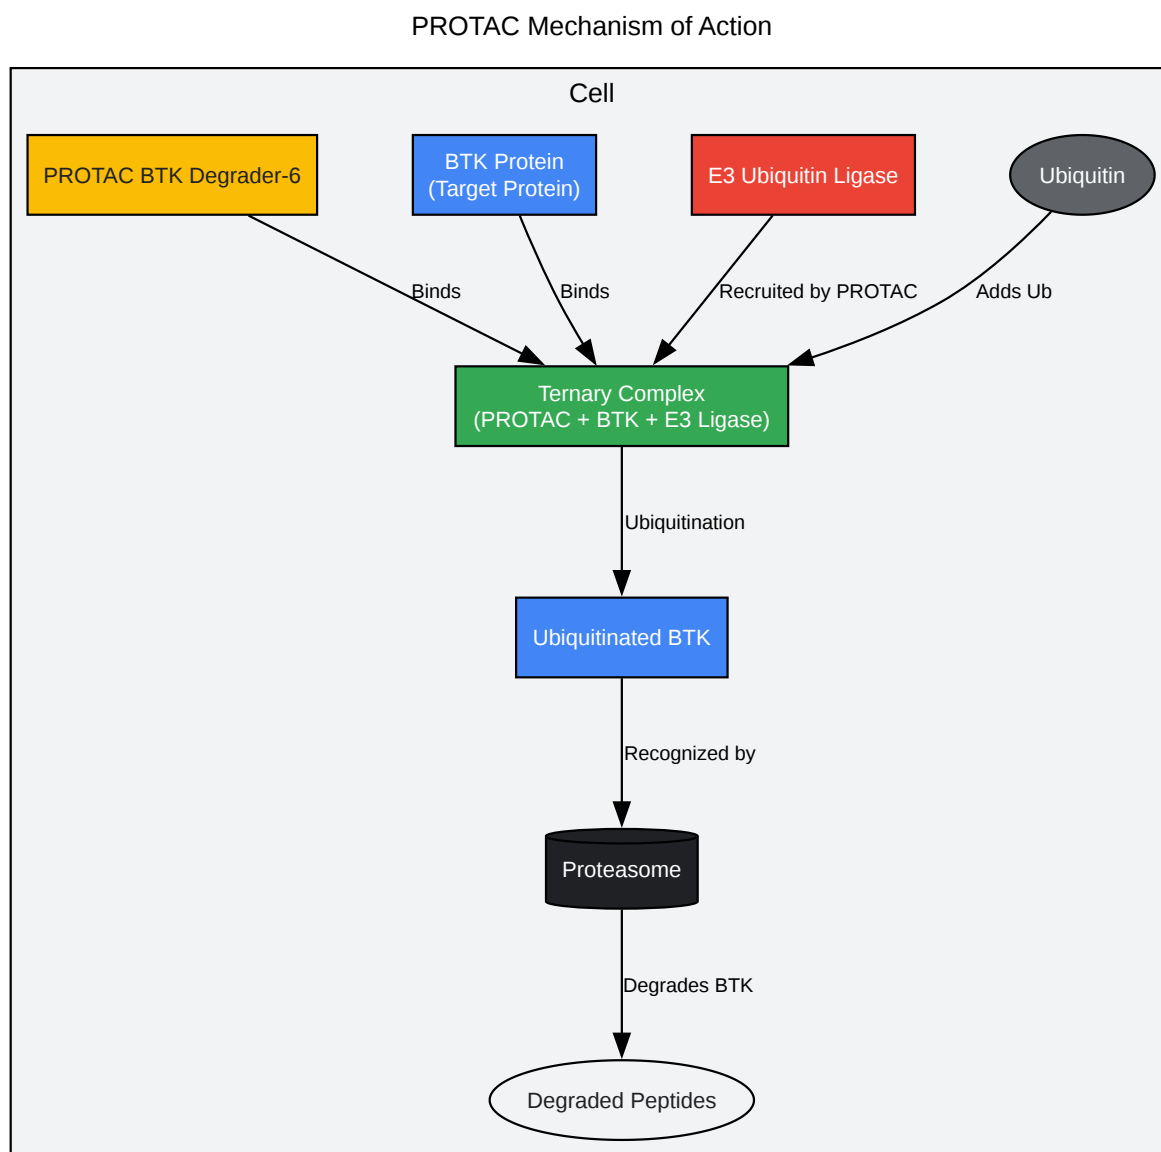 PROTAC Mechanism of Action
Cell
PROTAC BTK Degrader-6
BTK Protein
(Target Protein)
E3 Ubiquitin Ligase
Ubiquitin
Binds
Binds
Recruited by PROTAC
Adds Ub
Ternary Complex
(PROTAC + BTK + E3 Ligase)
Ubiquitination
Ubiquitinated BTK
Recognized by
Proteasome
Degrades BTK
Degraded Peptides